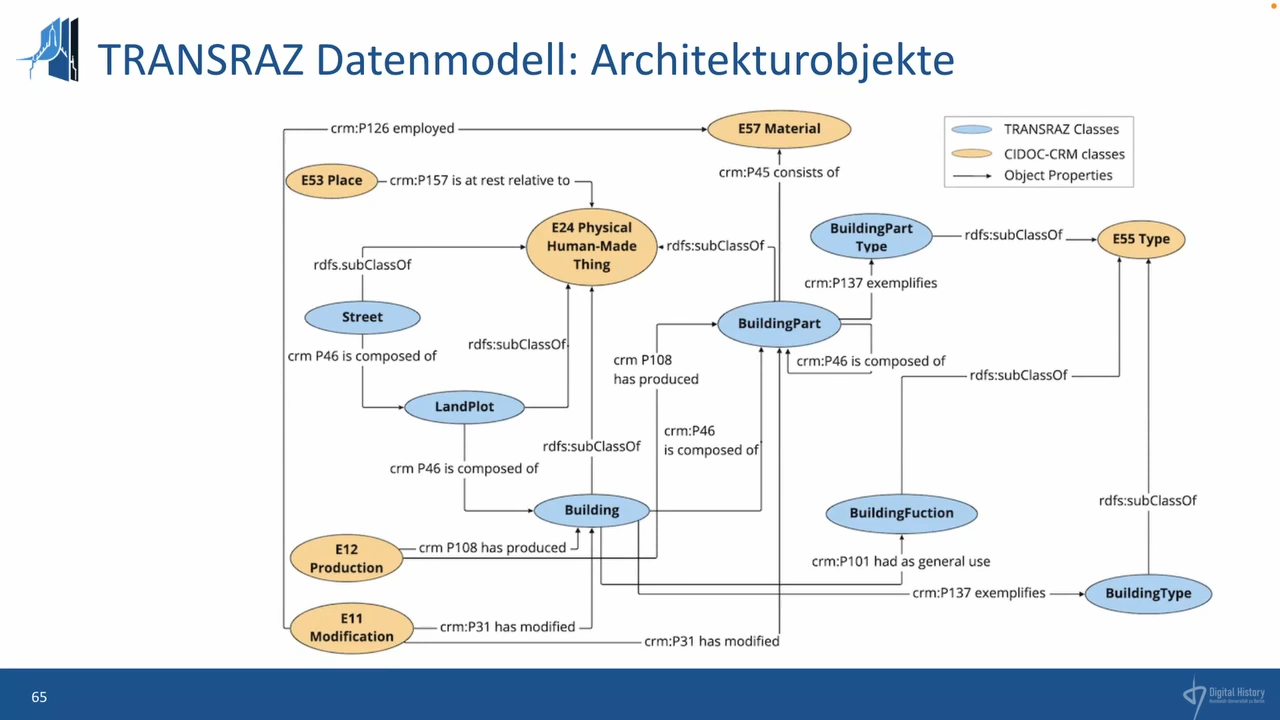 TRANSRAZ Datenmodell: Architekturobjekte
crm:P126 employed
E57 Material
TRANSRAZ Classes
CIDOC-CRM classes
Object Properties
E53 Place
crm:P157 is at rest relative to
crm:P45 consists of
E24 Physical
Human-Made
Thing
rdfs:subClassOf
BuildingPart
Type
rdfs:subClassOf
E55 Type
rdfs.subClassOf
crm:P137 exemplifies
Street
BuildingPart
rdfs:subClassOf
crm P46 is composed of
crm P108
has produced
crm:P46 is composed of
rdfs:subClassOf
LandPlot
crm:P46
is composed of
rdfs:subClassOf
crm P46 is composed of
rdfs:subClassOf
Building
BuildingFuction
E12
Production
crm P108 has produced
crm:P101 had as general use
crm:P137 exemplifies
BuildingType
E11
Modification
crm:P31 has modified
crm:P31 has modified
65
Digital History
Humboldt-Universität zu Berlin